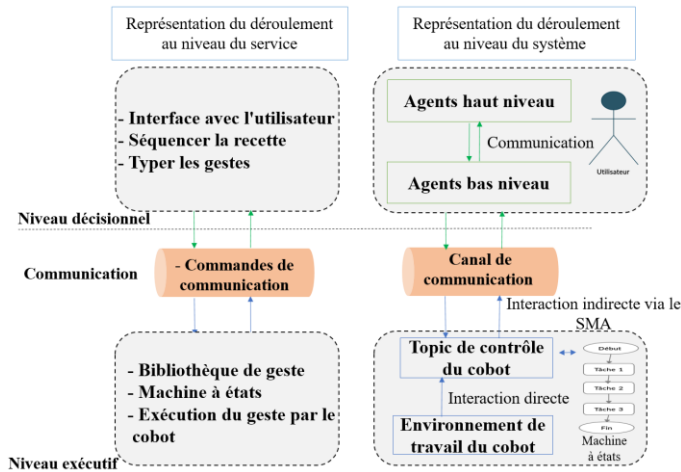 Représentation du déroulement
au niveau du service
Représentation du déroulement
au niveau du système
- Interface avec l'utilisateur
- Séquencer la recette
- Typer les gestes
Agents haut niveau
Communication
Agents bas niveau
Utilisateur
Niveau décisionnel
Communication
- Commandes de
communication
Canal de
communication
Interaction indirecte via le
SMA
- Bibliothèque de geste
- Machine à états
- Exécution du geste par le
cobot
Topic de contrôle
du cobot
Interaction directe
Environnement de
travail du cobot
Début
Tâche 1
Tâche 2
Tâche 3
Fin
Machine
à états
Niveau exécutif